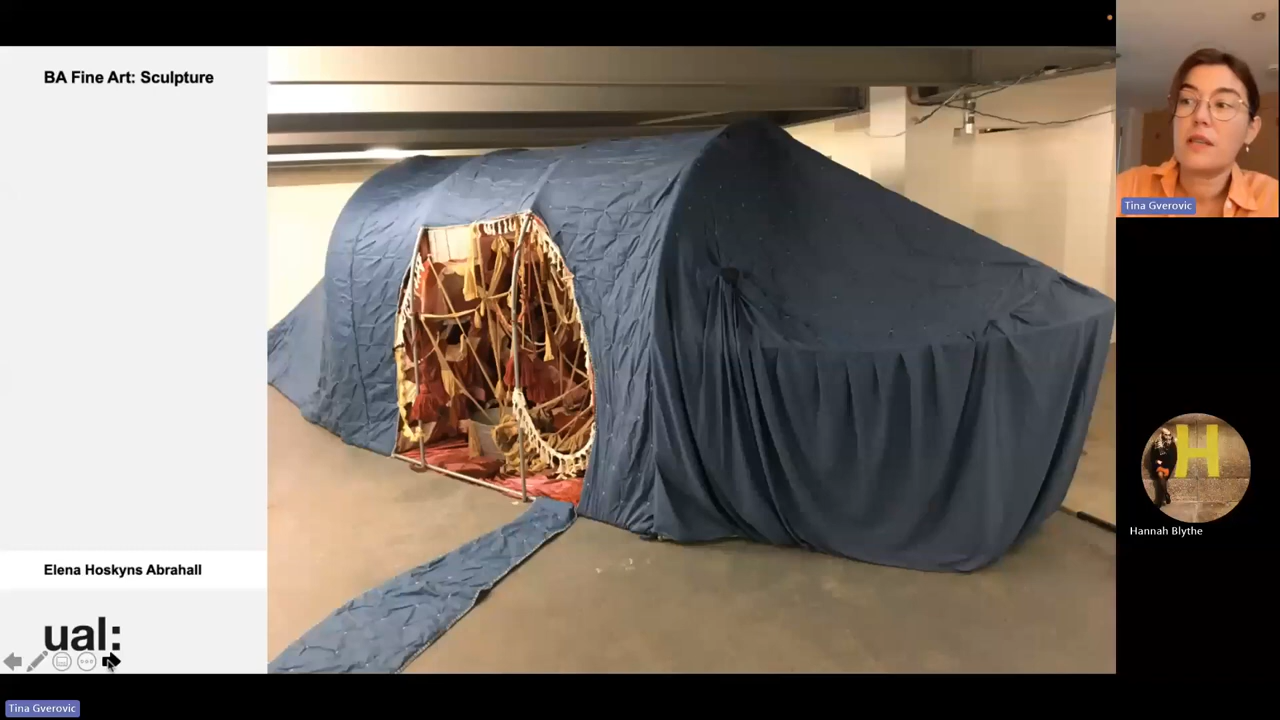 BA Fine Art: Sculpture
Tina Gverovic
H
Hannah Blythe
Elena Hoskyns Abrahall
ual:
Tina Gverovic